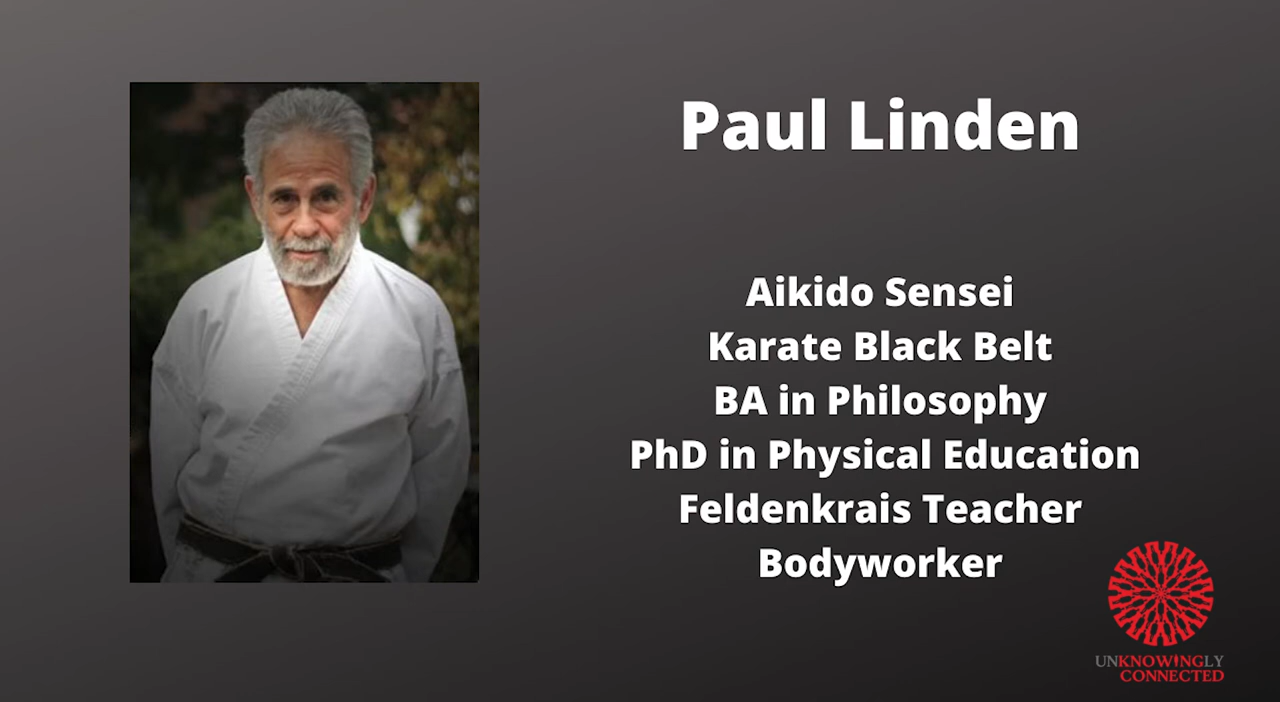 Paul Linden
Aikido Sensei
Karate Black Belt
BA in Philosophy
PhD in Physical Education
Feldenkrais Teacher
Bodyworker
UNKNOWINGLY
CONNECTED